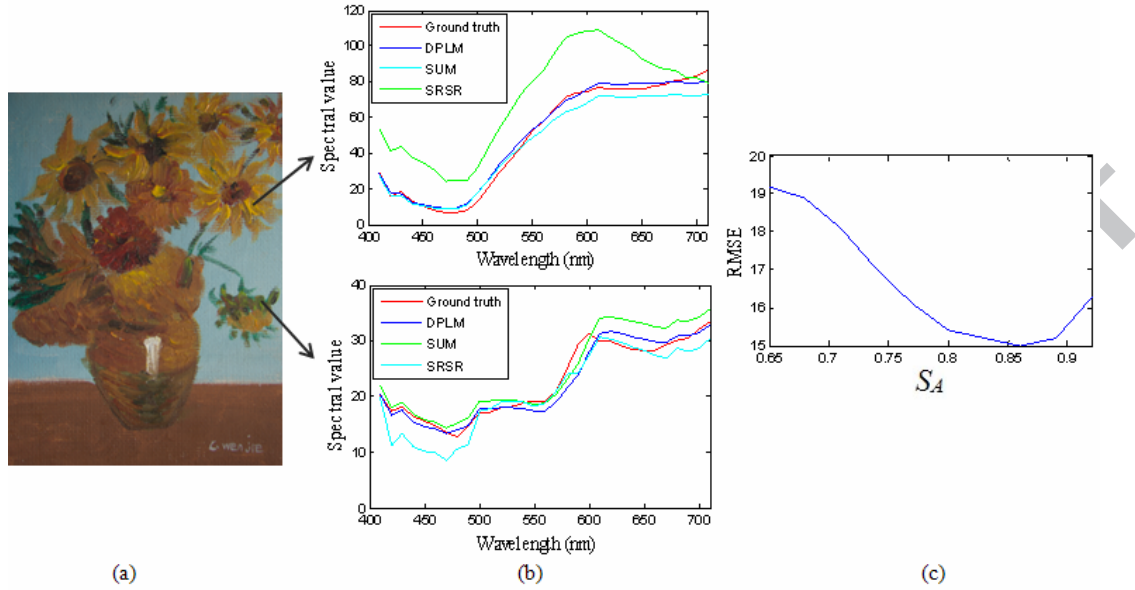 120
100
80
60
40
20
0
Spectral value
Ground truth
DPLM
SUM
SRSR
400 450 500 550 600 650 700
Wavelength (nm)
40
30
20
10
0
Spectral value
Ground truth
DPLM
SUM
SRSR
400 450 500 550 600 650 700
Wavelength (nm)
20
19
18
17
16
15
RMSE
0.65 0.7 0.75 0.8 0.85 0.9
S_A
K
(a) (b) (c)